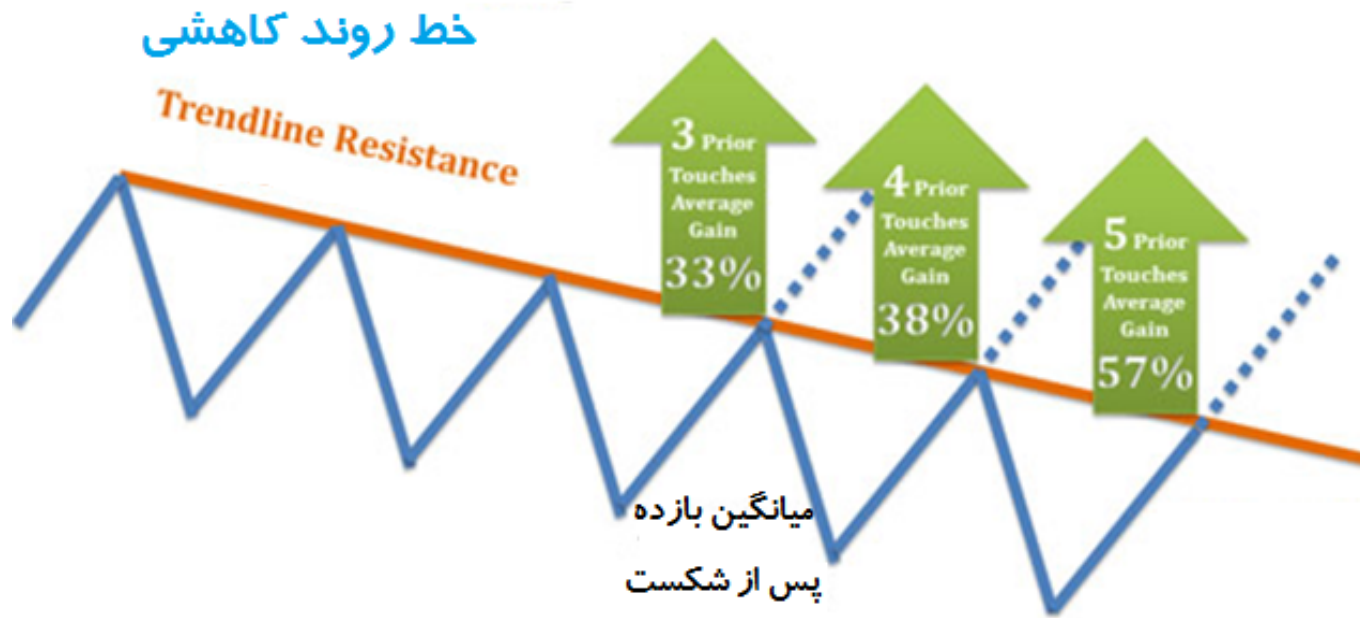 خط روند کاهشی
Trendline Resistance
3 Prior
Touches
Average
Gain
33%
4 Prior
Touches
Average
Gain
38%
5 Prior
Touches
Average
Gain
57%
میانگین بازده
پس از شکست